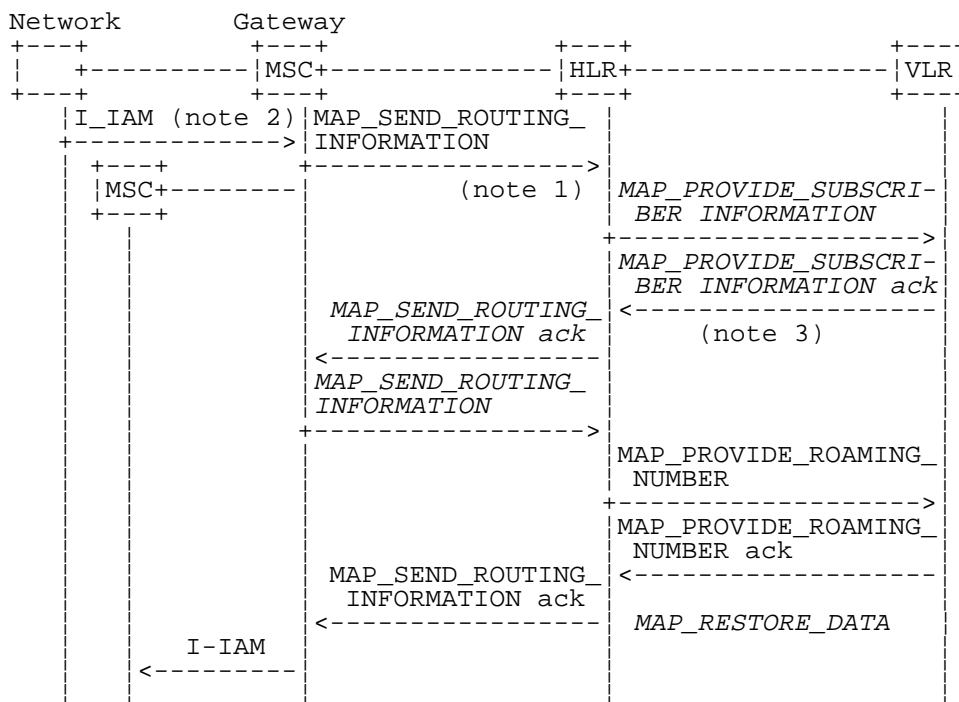 Network Gateway
MSC HLR VLR
I_IAM (note 2) MAP_SEND_ROUTING_
INFORMATION
MSC (note 1) MAP_PROVIDE_SUBSCRI-
BER INFORMATION
MAP_PROVIDE_SUBSCRI-
BER INFORMATION ack
MAP_SEND_ROUTING_
INFORMATION ack (note 3)
MAP_SEND_ROUTING_
INFORMATION
MAP_PROVIDE_ROAMING_
NUMBER
MAP_PROVIDE_ROAMING_
NUMBER ack
MAP_SEND_ROUTING_
INFORMATION ack
MAP_RESTORE_DATA
I-IAM